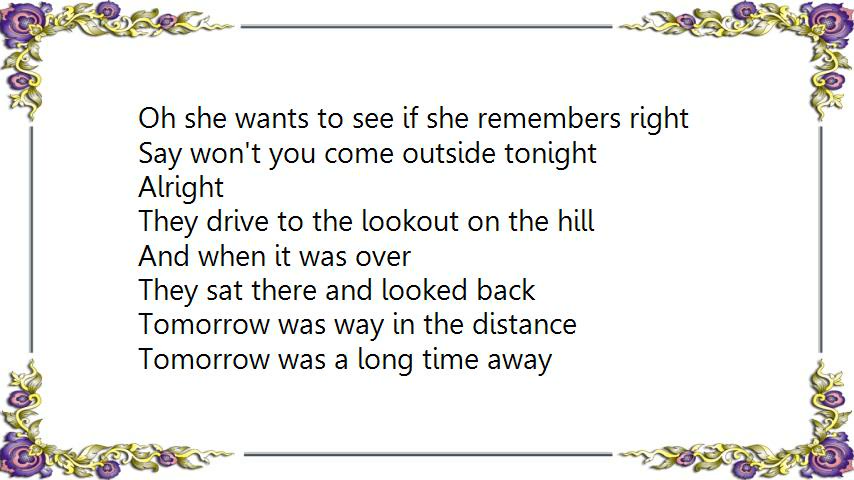 Oh she wants to see if she remembers right
Say won't you come outside tonight
Alright
They drive to the lookout on the hill
And when it was over
They sat there and looked back
Tomorrow was way in the distance
Tomorrow was a long time away